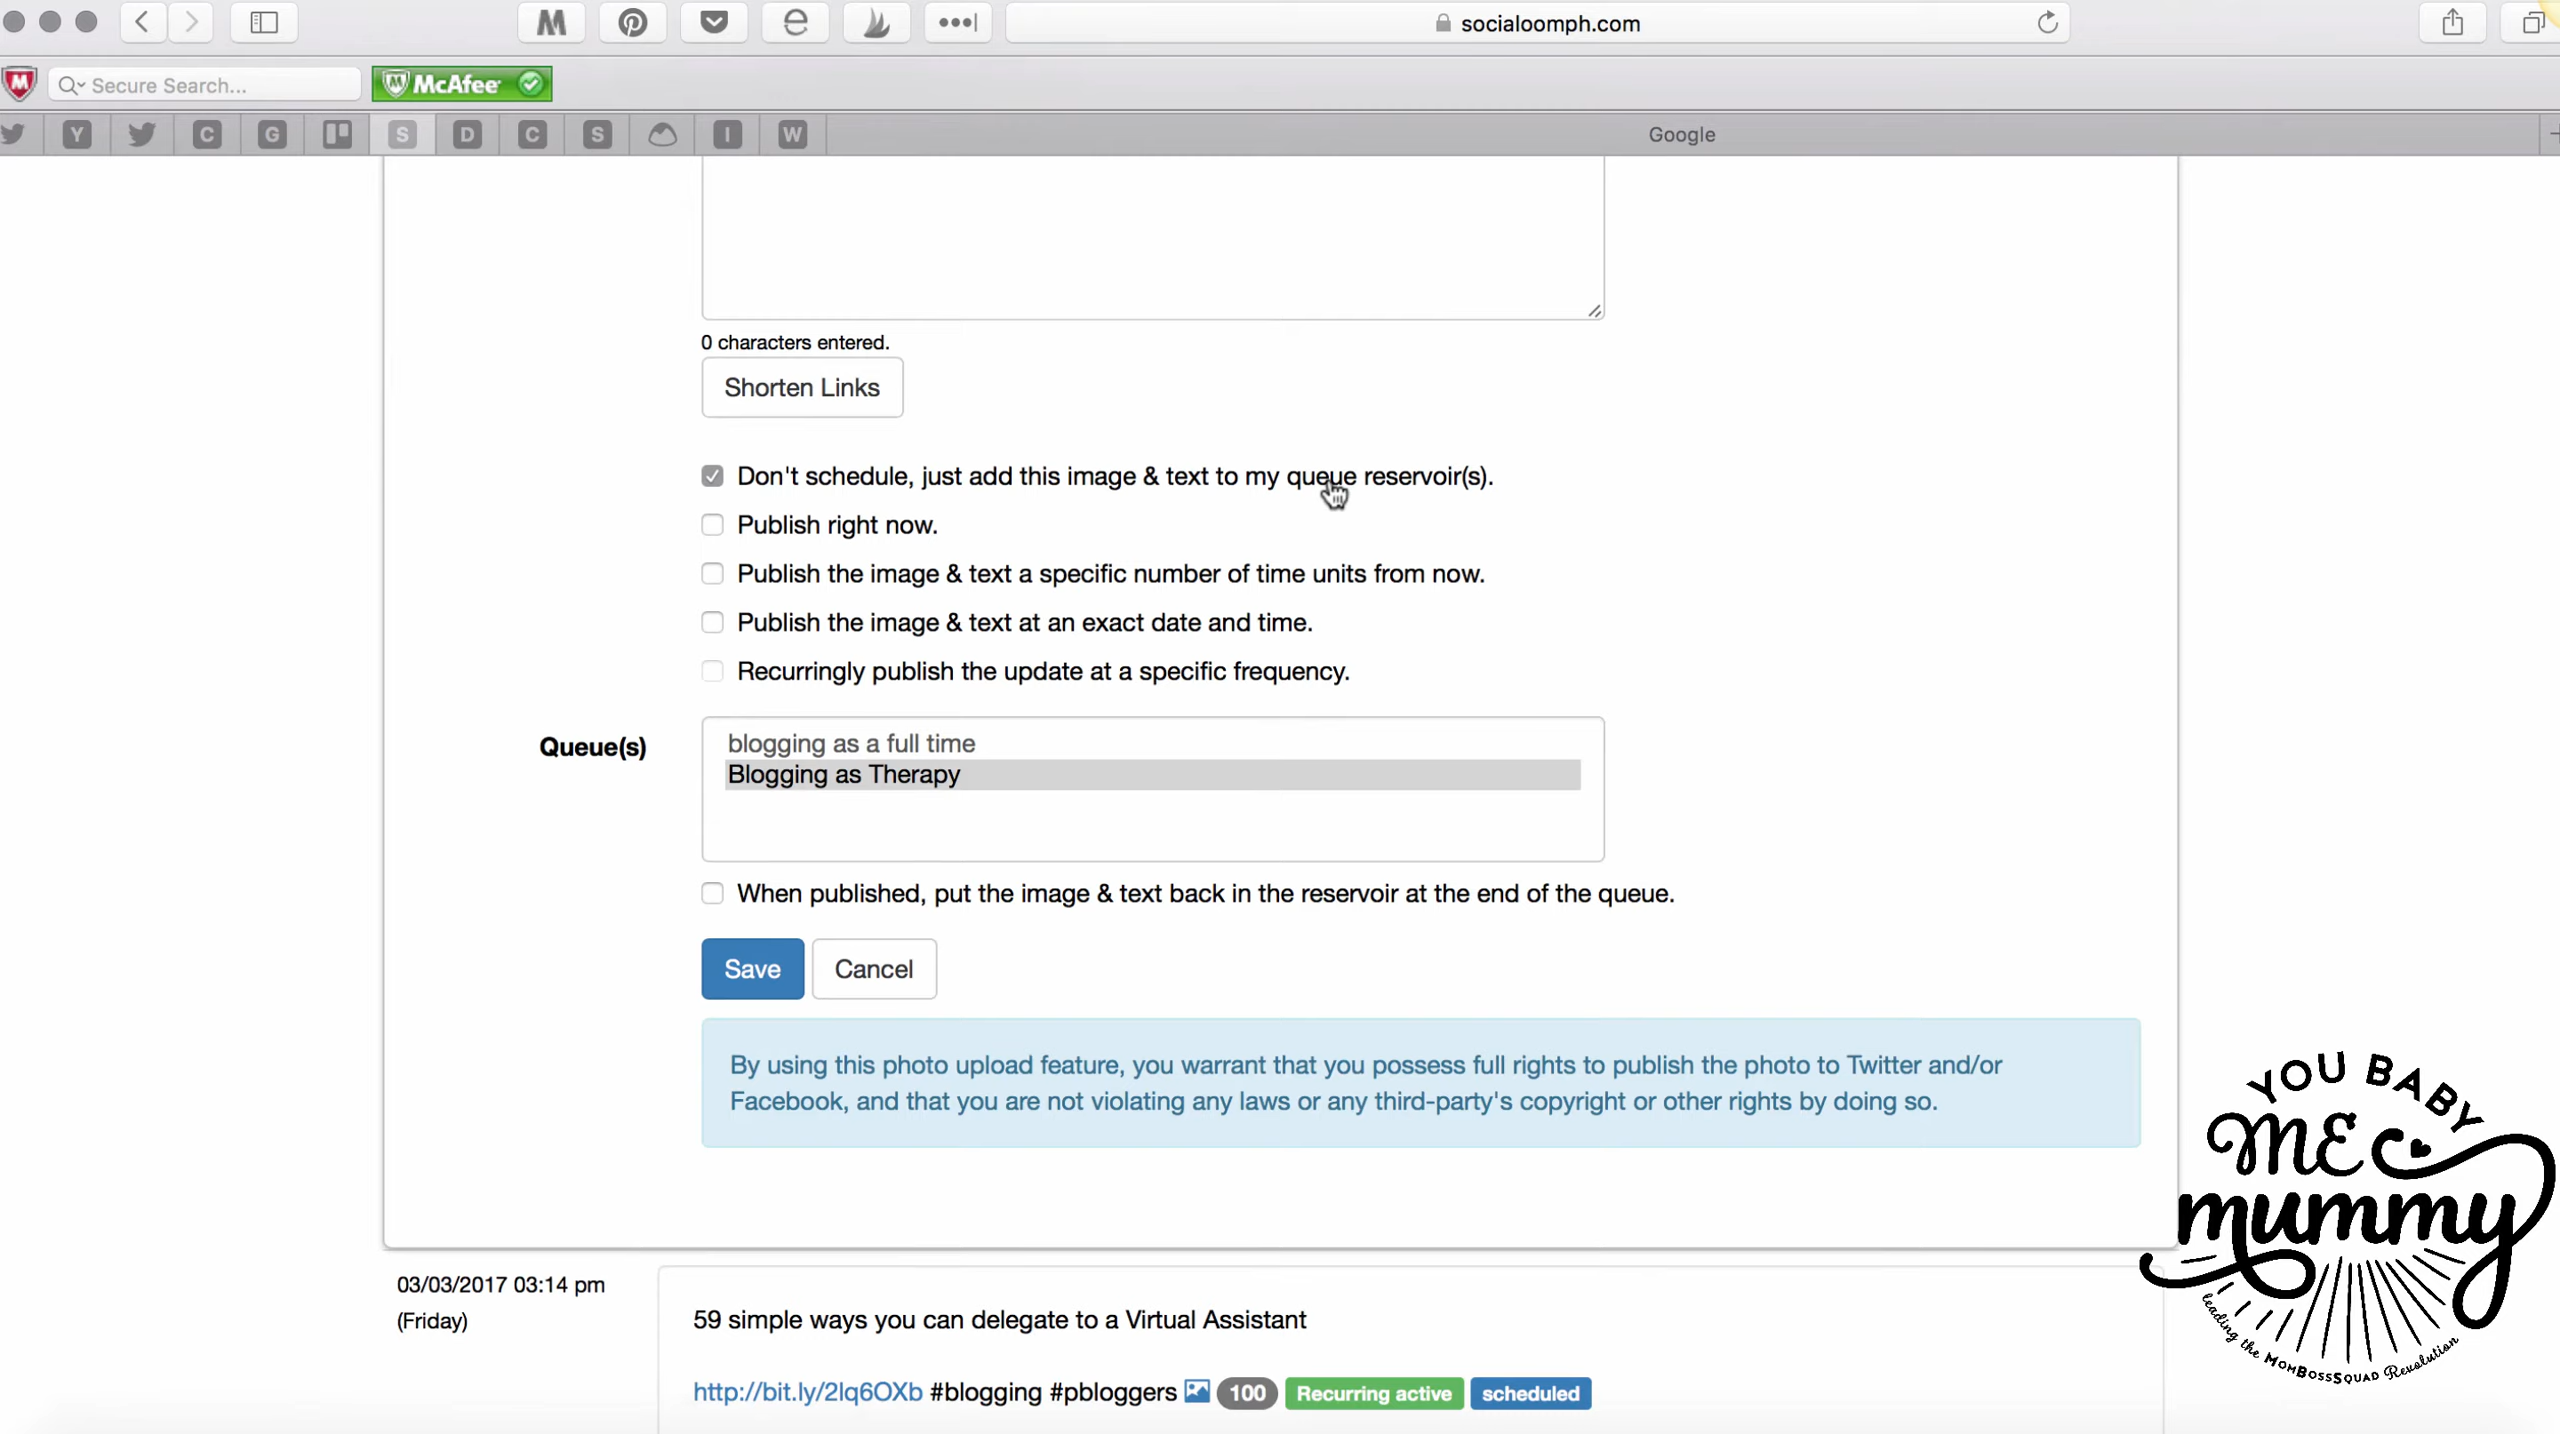 socialoomph.com
Secure Search...
McAfee
Y C G S D C S I W
Google
0 characters entered.
Shorten Links
Don't schedule, just add this image & text to my queue reservoir(s).
Publish right now.
Publish the image & text a specific number of time units from now.
Publish the image & text at an exact date and time.
Recurringly publish the update at a specific frequency.
Queue(s)
blogging as a full time
Blogging as Therapy
When published, put the image & text back in the reservoir at the end of the queue.
Save Cancel
By using this photo upload feature, you warrant that you possess full rights to publish the photo to Twitter and/or
Facebook, and that you are not violating any laws or any third-party's copyright or other rights by doing so.
YOU BABY
ME
mummy
leading the MOMBOSSSQUAD Revolution
03/03/2017 03:14 pm
(Friday)
59 simple ways you can delegate to a Virtual Assistant
http://bit.ly/2lq6OXb #blogging #pbloggers 100 Recurring active scheduled